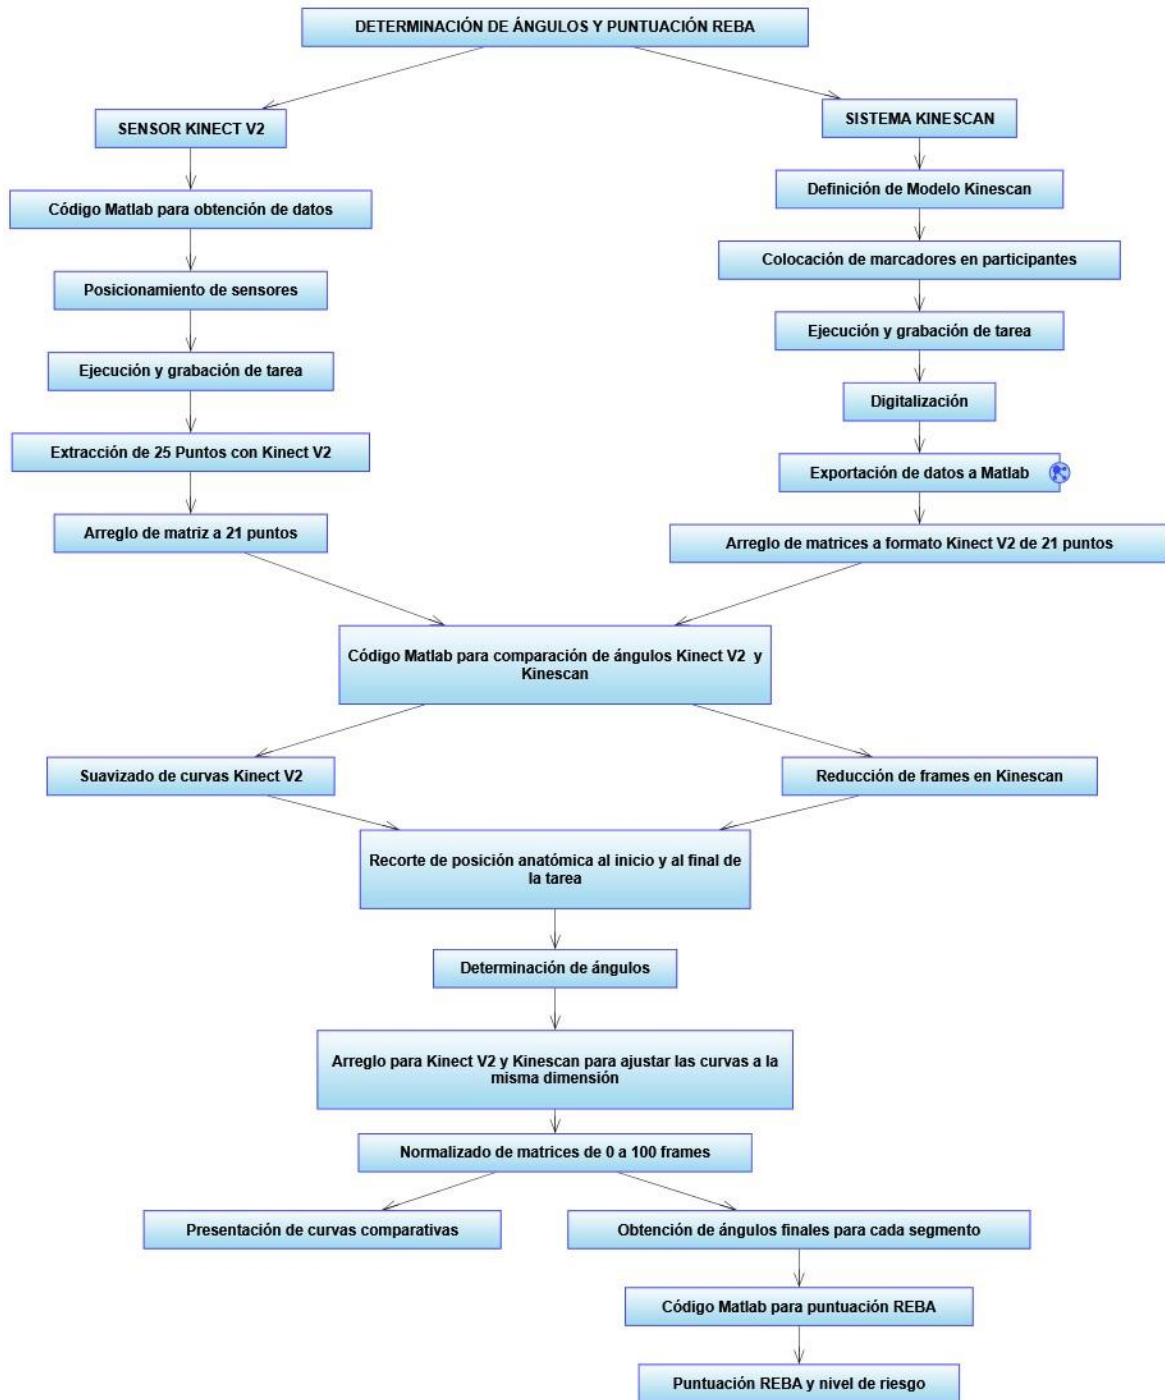 DETERMINACIÓN DE ÁNGULOS Y PUNTUACIÓN REBA
SENSOR KINECT V2
Código Matlab para obtención de datos
Posicionamiento de sensores
Ejecución y grabación de tarea
Extracción de 25 Puntos con Kinect V2
Arreglo de matriz a 21 puntos
SISTEMA KINESCAN
Definición de Modelo Kinescan
Colocación de marcadores en participantes
Ejecución y grabación de tarea
Digitalización
Exportación de datos a Matlab
Arreglo de matrices a formato Kinect V2 de 21 puntos
Código Matlab para comparación de ángulos Kinect V2 y
Kinescan
Suavizado de curvas Kinect V2
Reducción de frames en Kinescan
Recorte de posición anatómica al inicio y al final de
la tarea
Determinación de ángulos
Arreglo para Kinect V2 y Kinescan para ajustar las curvas a la
misma dimensión
Normalizado de matrices de 0 a 100 frames
Presentación de curvas comparativas
Obtención de ángulos finales para cada segmento
Código Matlab para puntuación REBA
Puntuación REBA y nivel de riesgo